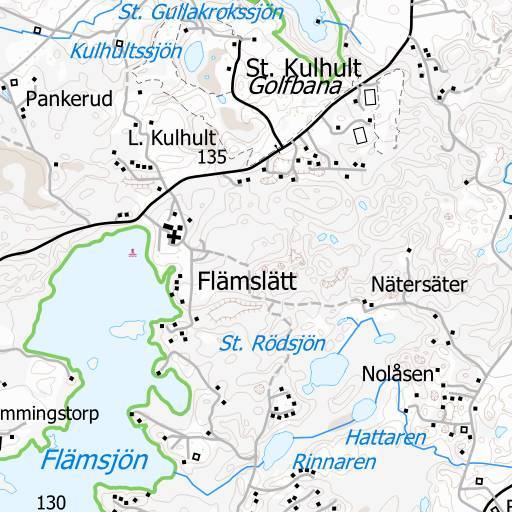 St. Gullakrokssjön
Kulhultssjön
St. Kulhult
Golfbana
Pankerud
L. Kulhult
135
Flämslätt
Nätersäter
St. Rödsjön
Nolåsen
mmingstorp
Hattaren
Flämsjön
Rinnaren
130